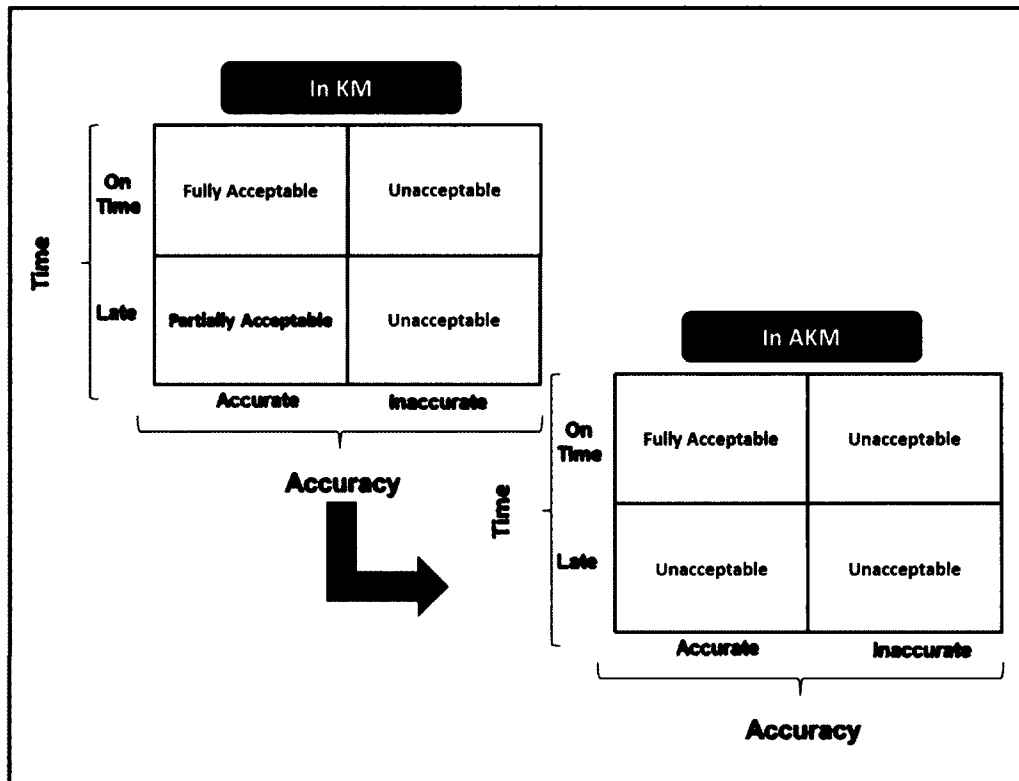 In KM
On
Time
Fully Acceptable
Unacceptable
Time
Late
Partially Acceptable
Unacceptable
Accurate
Inaccurate
Accuracy
In AKM
On
Time
Fully Acceptable
Unacceptable
Time
Late
Unacceptable
Unacceptable
Accurate
Inaccurate
Accuracy